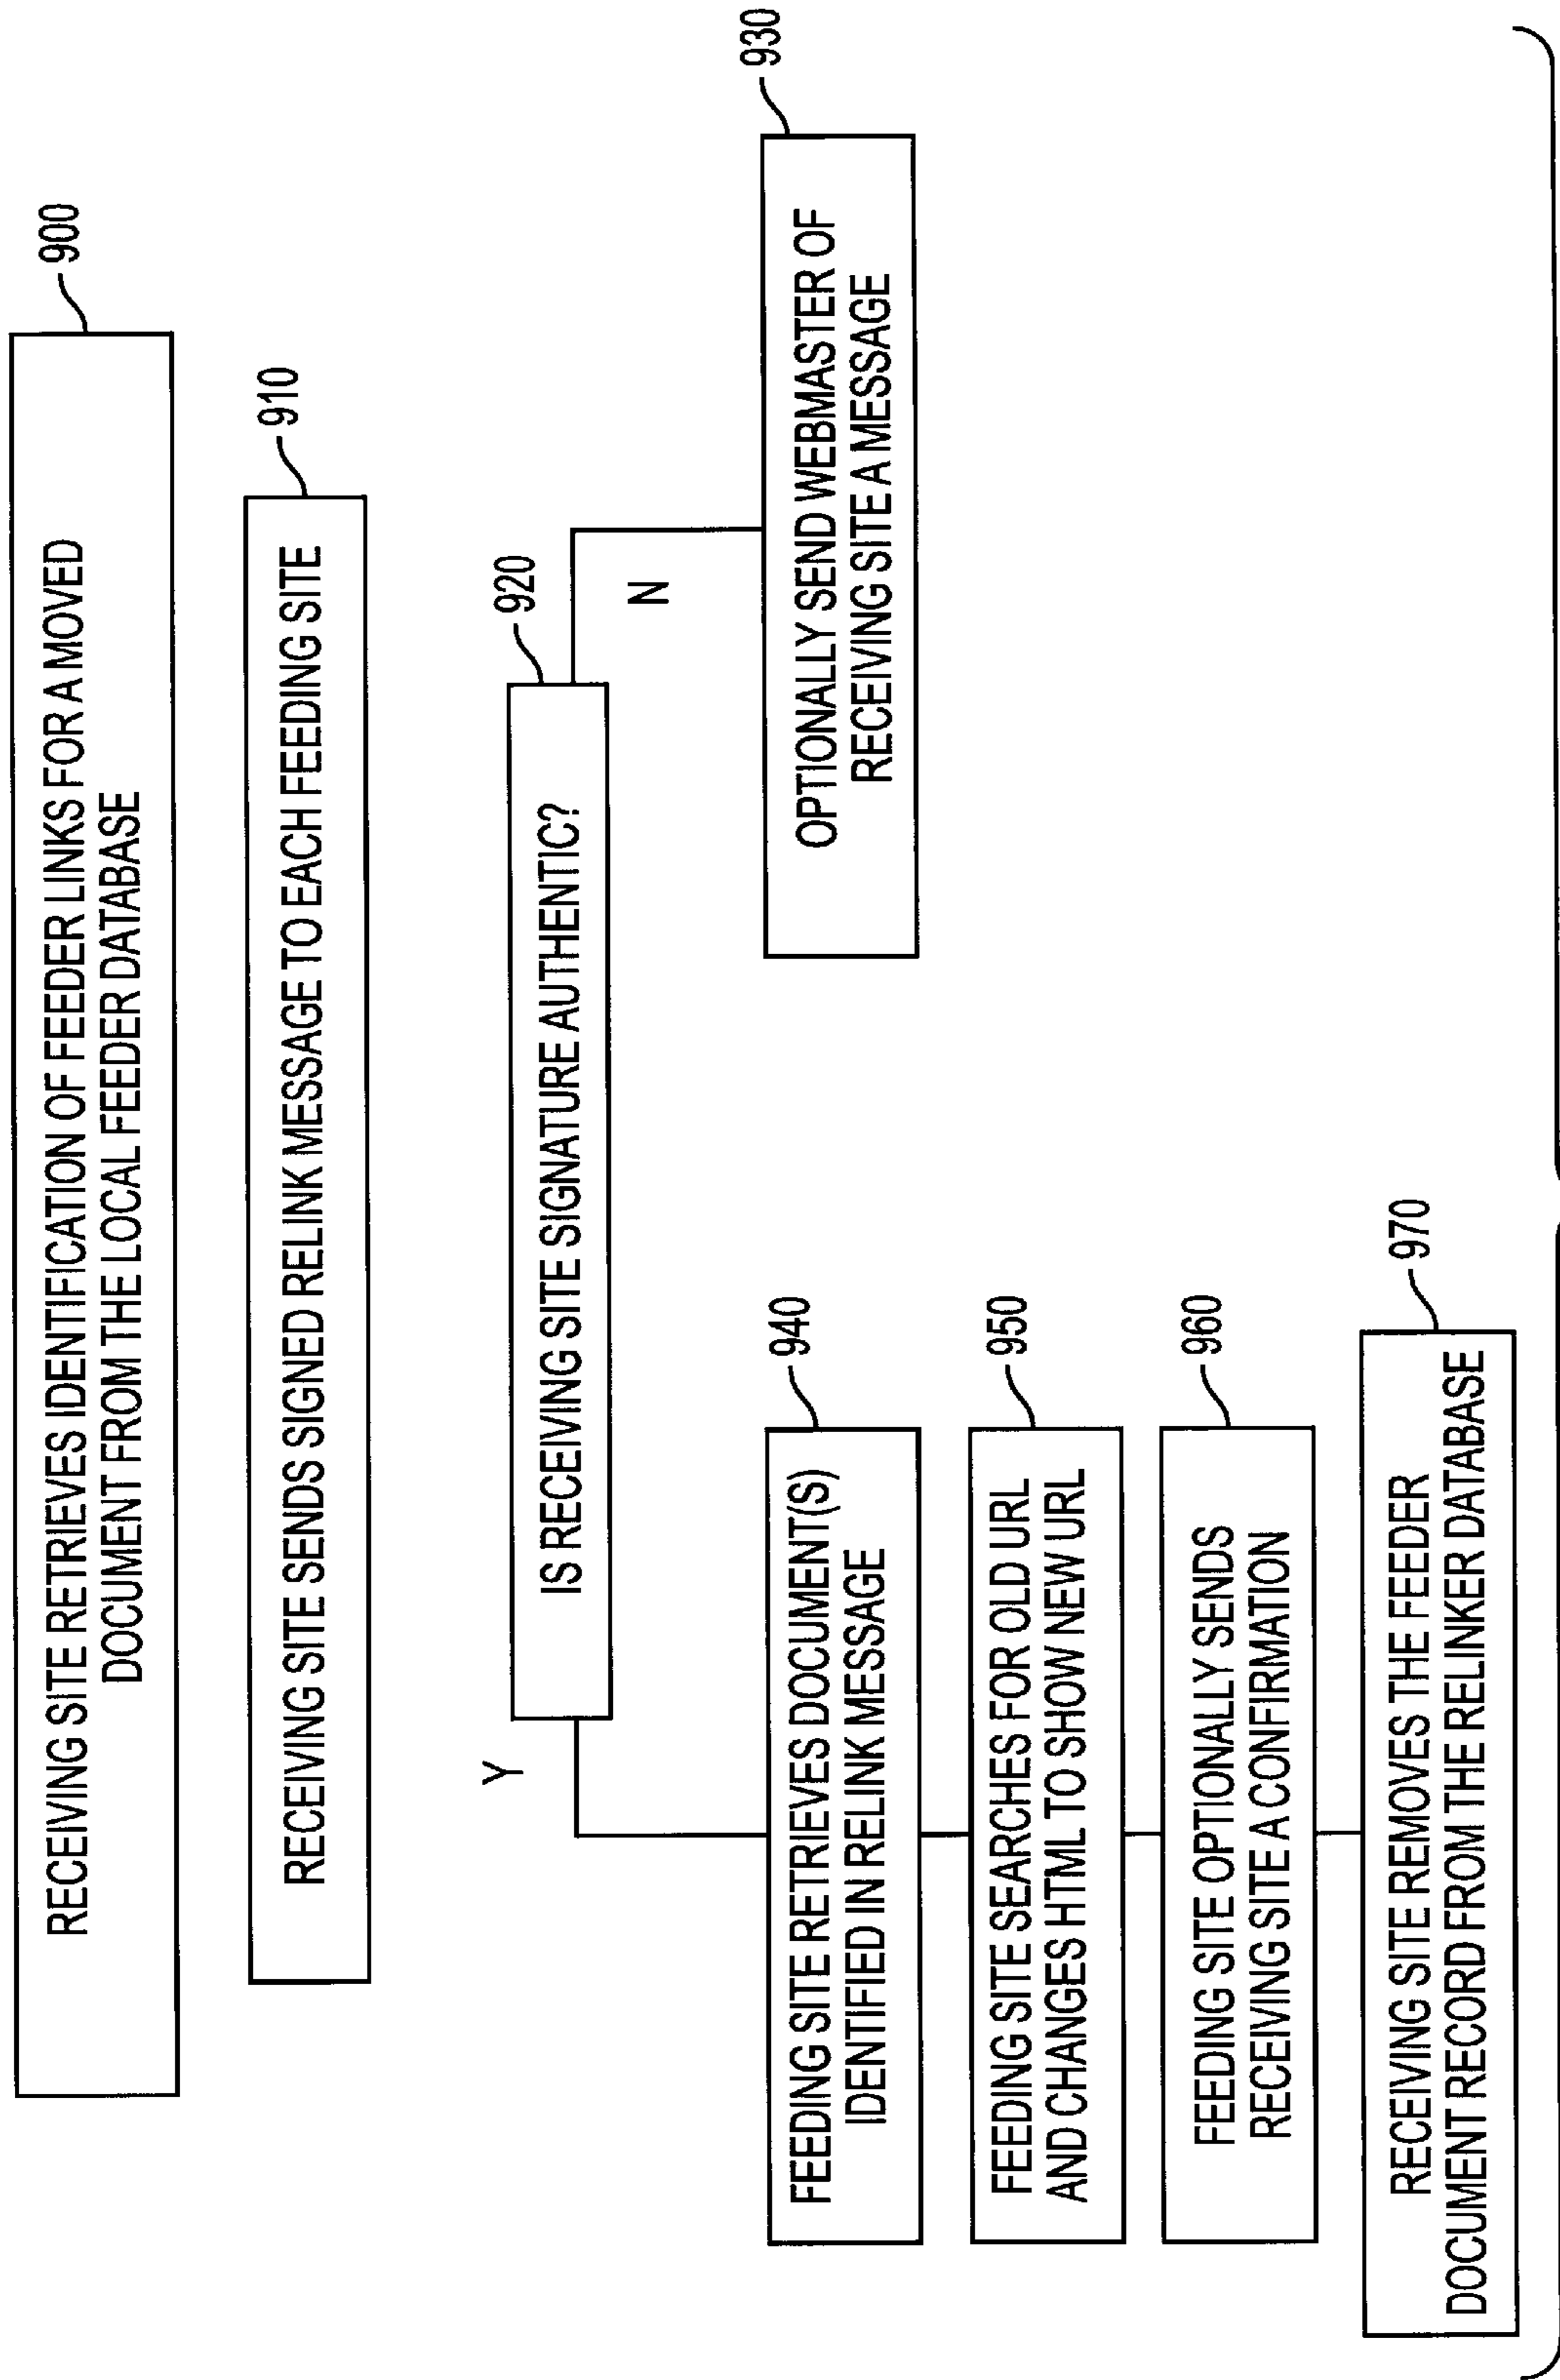 900
RECEIVING SITE RETRIEVES IDENTIFICATION OF FEEDER LINKS FOR A MOVED
DOCUMENT FROM THE LOCAL FEEDER DATABASE
910
RECEIVING SITE SENDS SIGNED RELINK MESSAGE TO EACH FEEDING SITE
920
IS RECEIVING SITE SIGNATURE AUTHENTIC?
Y
N
930
OPTIONALLY SEND WEBMASTER OF
RECEIVING SITE A MESSAGE
940
FEEDING SITE RETRIEVES DOCUMENT(S)
IDENTIFIED IN RELINK MESSAGE
950
FEEDING SITE SEARCHES FOR OLD URL
AND CHANGES HTML TO SHOW NEW URL
960
FEEDING SITE OPTIONALLY SENDS
RECEIVING SITE A CONFIRMATION
970
RECEIVING SITE REMOVES THE FEEDER
DOCUMENT RECORD FROM THE RELINKER DATABASE